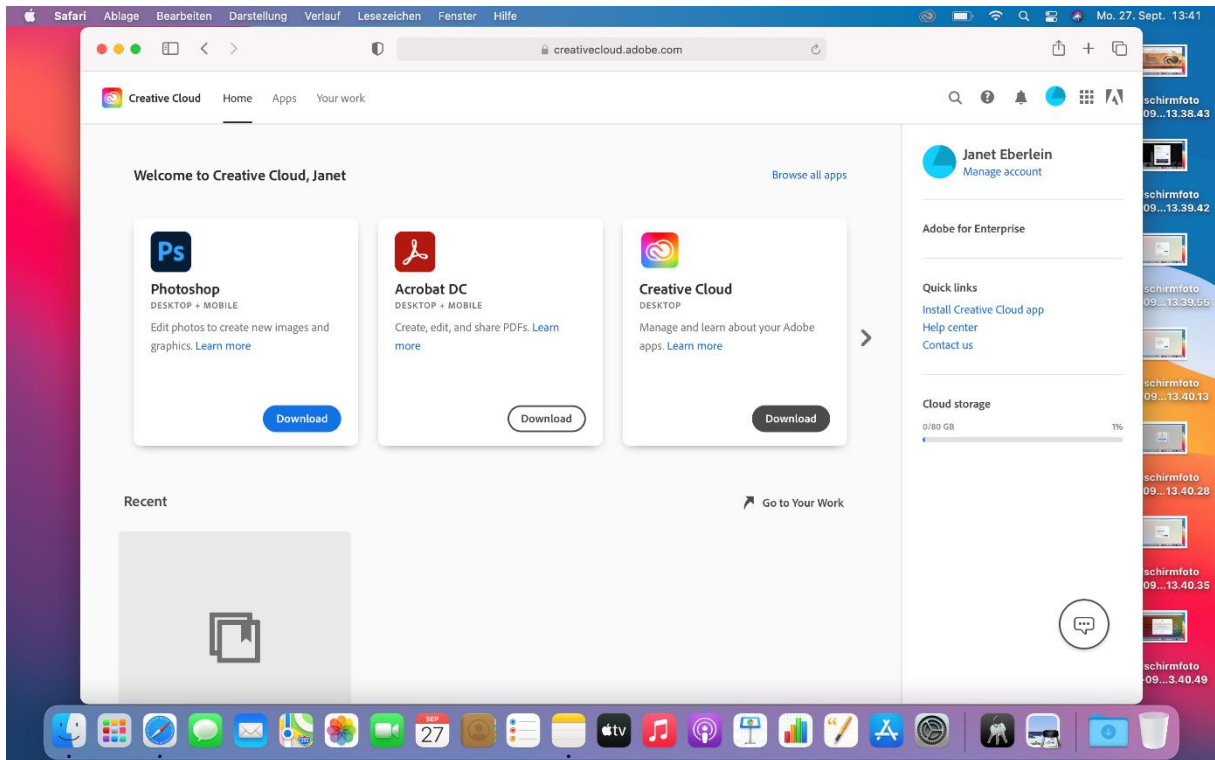 Safari Ablage Bearbeiten Darstellung Verlauf Lesezeichen Fenster Hilfe Mo. 27. Sept. 13:41
creativecloud.adobe.com
Creative Cloud Home Apps Your work
Welcome to Creative Cloud, Janet
Browse all apps
Ps
Photoshop
DESKTOP + MOBILE
Edit photos to create new images and
graphics. Learn more
Download
Acrobat DC
DESKTOP + MOBILE
Create, edit, and share PDFs. Learn
more
Download
Creative Cloud
DESKTOP
Manage and learn about your Adobe
apps. Learn more
Download
Recent
Go to Your Work
Janet Eberlein
Manage account
Adobe for Enterprise
Quick links
Install Creative Cloud app
Help center
Contact us
Cloud storage
0/80 GB 1%
schirmfoto
09...13.38.43
schirmfoto
09...13.39.42
schirmfoto
09...13.39.55
schirmfoto
09...13.40.13
schirmfoto
09...13.40.28
schirmfoto
09...13.40.35
schirmfoto
-09...3.40.49
SEP
27
tv